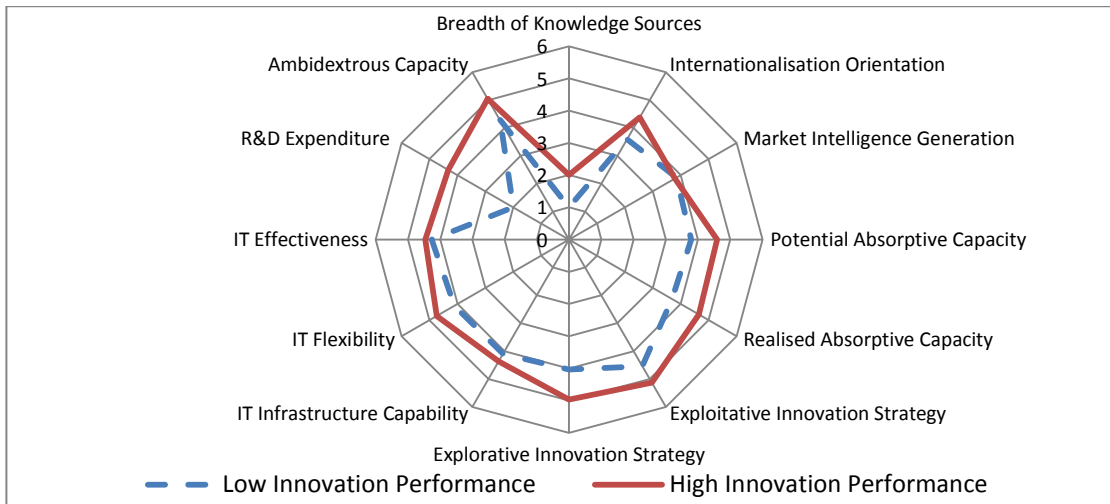 Breadth of Knowledge Sources
6
Ambidextrous Capacity
Internationalisation Orientation
5
4
R&D Expenditure
Market Intelligence Generation
3
2
1
IT Effectiveness
0
Potential Absorptive Capacity
IT Flexibility
Realised Absorptive Capacity
IT Infrastructure Capability
Exploitative Innovation Strategy
Explorative Innovation Strategy
Low Innovation Performance
High Innovation Performance